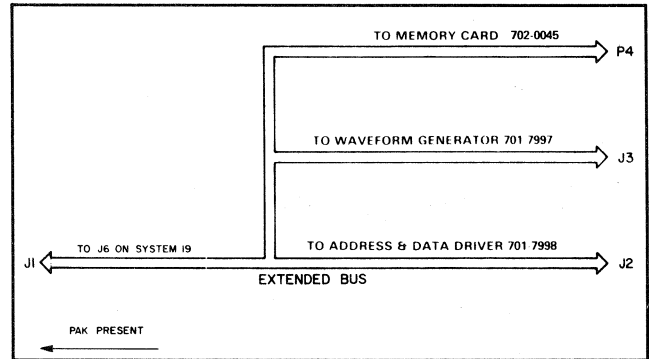 TO MEMORY CARD 702-0045
P4
TO WAVEFORM GENERATOR 701 7997
J3
TO J6 ON SYSTEM 19
J1
TO ADDRESS & DATA DRIVER 701-7998
J2
EXTENDED BUS
PAK PRESENT